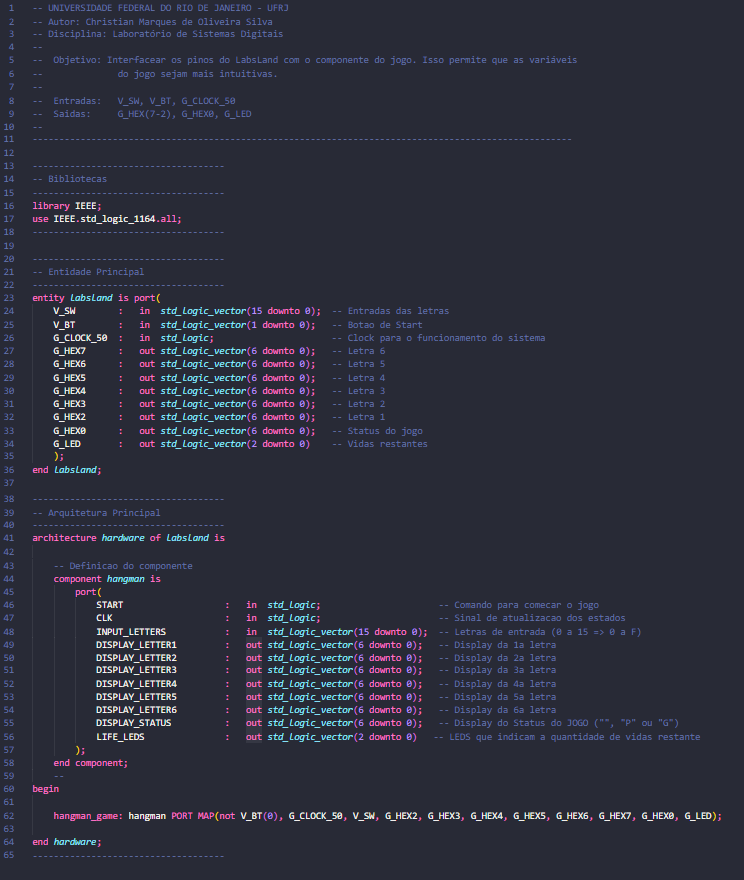 1 -- UNIVERSIDADE FEDERAL DO RIO DE JANEIRO - UFRJ
2 -- Autor: Christian Marques de Oliveira Silva
3 -- Disciplina: Laboratório de Sistemas Digitais
4 --
5 -- Objetivo: Interfacear os pinos do LabsLand com o componente do jogo. Isso permite que as variáveis
6 -- do jogo sejam mais intuitivas.
7 --
8 -- Entradas: V_SW, V_BT, G_CLOCK_50
9 -- Saídas: G_HEX(7-2), G_HEX0, G_LED
10 --
11 ----------------------------------------------------------------------------------------------------
12
13 ------------------------------------
14 -- Bibliotecas
15 ------------------------------------
16 library IEEE;
17 use IEEE.std_logic_1164.all;
18 ------------------------------------
19
20 ------------------------------------
21 -- Entidade Principal
22 ------------------------------------
23 entity labsland is port(
24 V_SW : in std_logic_vector(15 downto 0); -- Entradas das letras
25 V_BT : in std_logic_vector(1 downto 0); -- Botao de Start
26 G_CLOCK_50 : in std_logic; -- Clock para o funcionamento do sistema
27 G_HEX7 : out std_logic_vector(6 downto 0); -- Letra 6
28 G_HEX6 : out std_logic_vector(6 downto 0); -- Letra 5
29 G_HEX5 : out std_logic_vector(6 downto 0); -- Letra 4
30 G_HEX4 : out std_logic_vector(6 downto 0); -- Letra 3
31 G_HEX3 : out std_logic_vector(6 downto 0); -- Letra 2
32 G_HEX2 : out std_logic_vector(6 downto 0); -- Letra 1
33 G_HEX0 : out std_logic_vector(6 downto 0); -- Status do jogo
34 G_LED : out std_logic_vector(2 downto 0) -- Vidas restantes
35 );
36 end labsland;
37
38 ------------------------------------
39 -- Arquitetura Principal
40 ------------------------------------
41 architecture hardware of labsland is
42
43 -- Definicao do componente
44 component hangman is
45 port(
46 START : in std_logic; -- Comando para comecar o jogo
47 CLK : in std_logic; -- Sinal de atualizacao dos estados
48 INPUT_LETTERS : in std_logic_vector(15 downto 0); -- Letras de entrada (0 a 15 => 0 a F)
49 DISPLAY_LETTER1 : out std_logic_vector(6 downto 0); -- Display da 1a letra
50 DISPLAY_LETTER2 : out std_logic_vector(6 downto 0); -- Display da 2a letra
51 DISPLAY_LETTER3 : out std_logic_vector(6 downto 0); -- Display da 3a letra
52 DISPLAY_LETTER4 : out std_logic_vector(6 downto 0); -- Display da 4a letra
53 DISPLAY_LETTER5 : out std_logic_vector(6 downto 0); -- Display da 5a letra
54 DISPLAY_LETTER6 : out std_logic_vector(6 downto 0); -- Display da 6a letra
55 DISPLAY_STATUS : out std_logic_vector(6 downto 0); -- Display do Status do JOGO ("", "P" ou "G")
56 LIFE_LEDS : out std_logic_vector(2 downto 0) -- LEDS que indicam a quantidade de vidas restante
57 );
58 end component;
59 --
60 begin
61
62 hangman_game: hangman PORT MAP(not V_BT(0), G_CLOCK_50, V_SW, G_HEX2, G_HEX3, G_HEX4, G_HEX5, G_HEX6, G_HEX7, G_HEX0, G_LED);
63
64 end hardware;
65 ------------------------------------